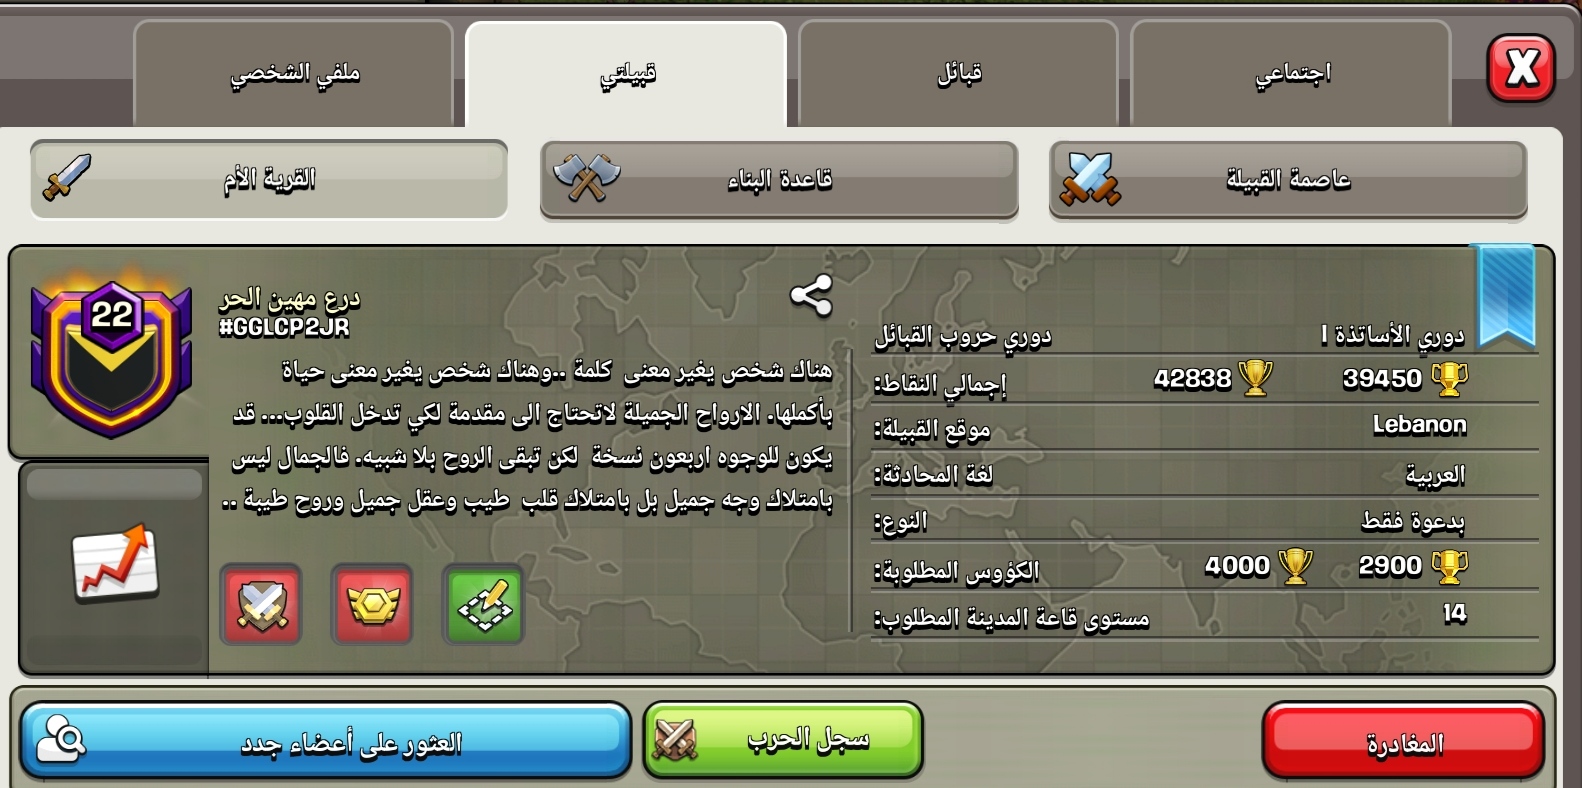 ملفي الشخصي
قبيلتي
قبائل
اجتماعي
X
القرية الأم
قاعدة البناء
عاصمة القبيلة
22
درع مهين الحر
#GGLCP2JR
هناك شخص يغير معنى كلمة ..وهناك شخص يغير معنى حياة
بأكملها. الارواح الجميلة لاتحتاج الى مقدمة لكي تدخل القلوب... قد
يكون للوجوه اربعون نسخة لكن تبقى الروح بلا شبيه. فالجمال ليس
بامتلاك وجه جميل بل بامتلاك قلب طيب وعقل جميل وروح طيبة ..
دوري حروب القبائل دوري الأساتذة I
إجمالي النقاط: 42838 39450
موقع القبيلة: Lebanon
لغة المحادثة: العربية
النوع: بدعوة فقط
الكؤوس المطلوبة: 4000 2900
مستوى قاعة المدينة المطلوب: 14
العثور على أعضاء جدد
سجل الحرب
المغادرة